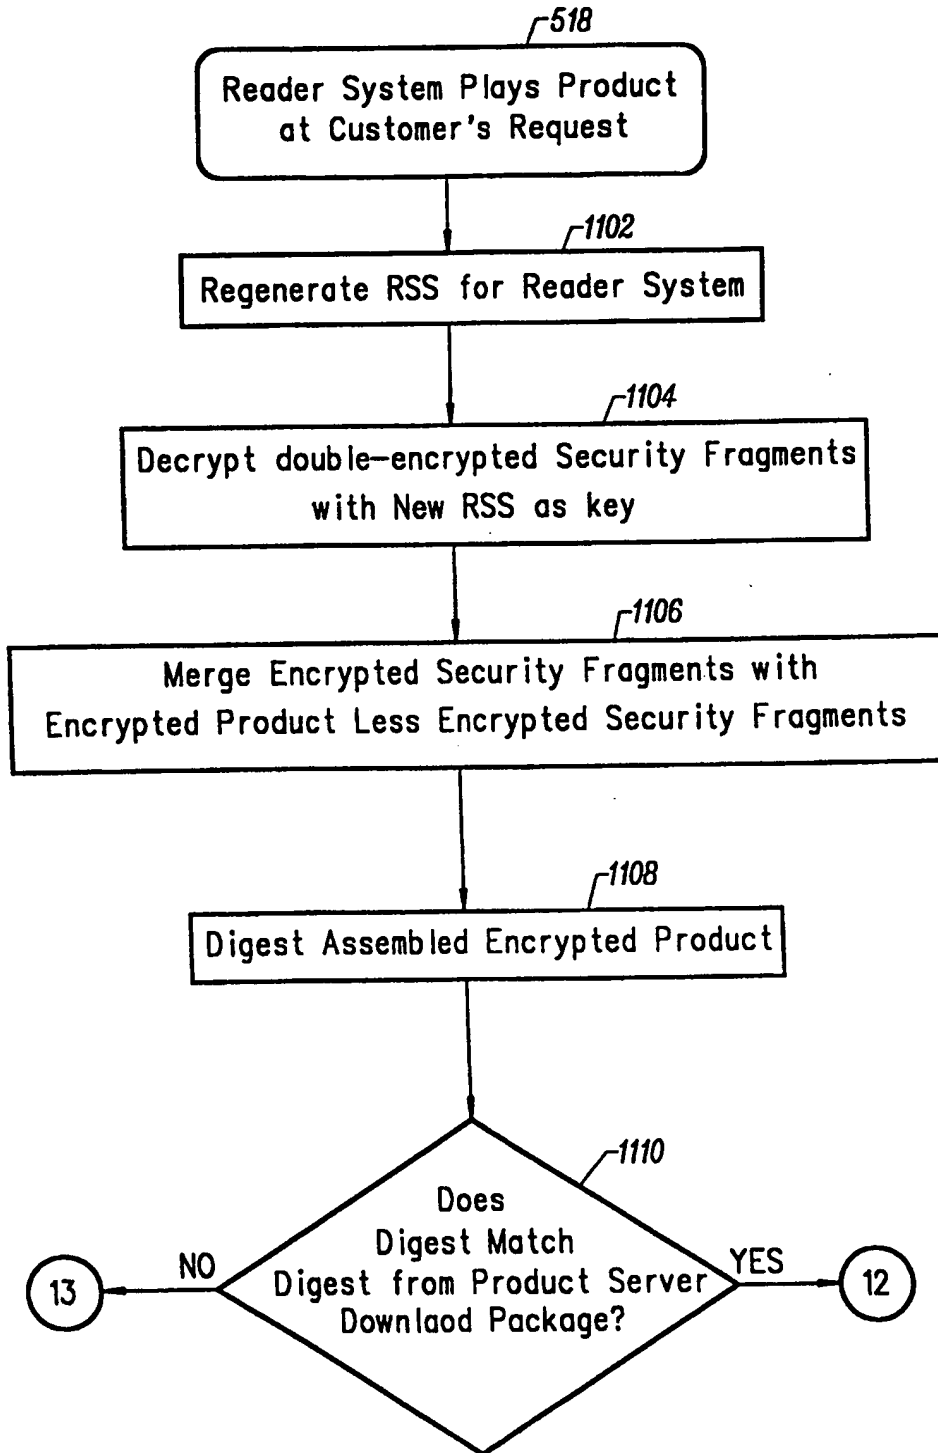 518
Reader System Plays Product
at Customer's Request
1102
Regenerate RSS for Reader System
1104
Decrypt double-encrypted Security Fragments
with New RSS as key
1106
Merge Encrypted Security Fragments with
Encrypted Product Less Encrypted Security Fragments
1108
Digest Assembled Encrypted Product
1110
Does
Digest Match
Digest from Product Server
Downlaod Package?
NO
YES
13
12